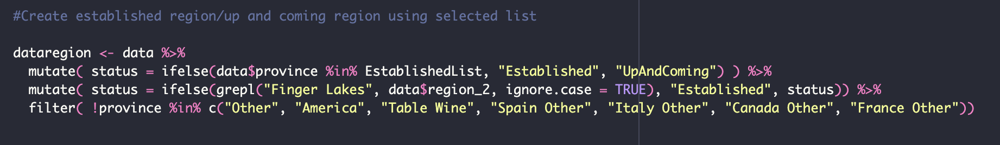 #Create established region/up and coming region using selected list
dataregion <- data %>%
mutate( status = ifelse(data$province %in% EstablishedList, "Established", "UpAndComing") ) %>%
mutate( status = ifelse(grepl("Finger Lakes", data$region_2, ignore.case = TRUE), "Established", status)) %>%
filter( !province %in% c("Other", "America", "Table Wine", "Spain Other", "Italy Other", "Canada Other", "France Other"))